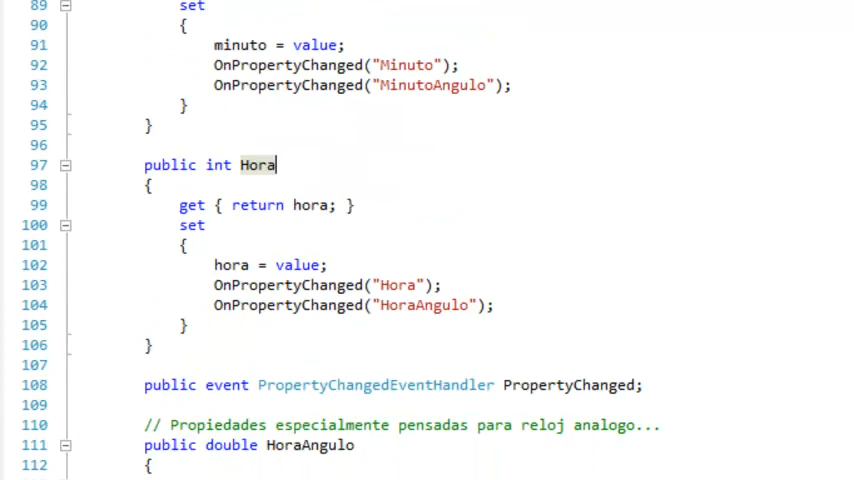 89 set
90 {
91 minuto = value;
92 OnPropertyChanged("Minuto");
93 OnPropertyChanged("MinutoAngulo");
94 }
95 }
96
97 public int Hora
98 {
99 get { return hora; }
100 set
101 {
102 hora = value;
103 OnPropertyChanged("Hora");
104 OnPropertyChanged("HoraAngulo");
105 }
106 }
107
108 public event PropertyChangedEventHandler PropertyChanged;
109
110 // Propiedades especialmente pensadas para reloj analogo...
111 public double HoraAngulo
112 {